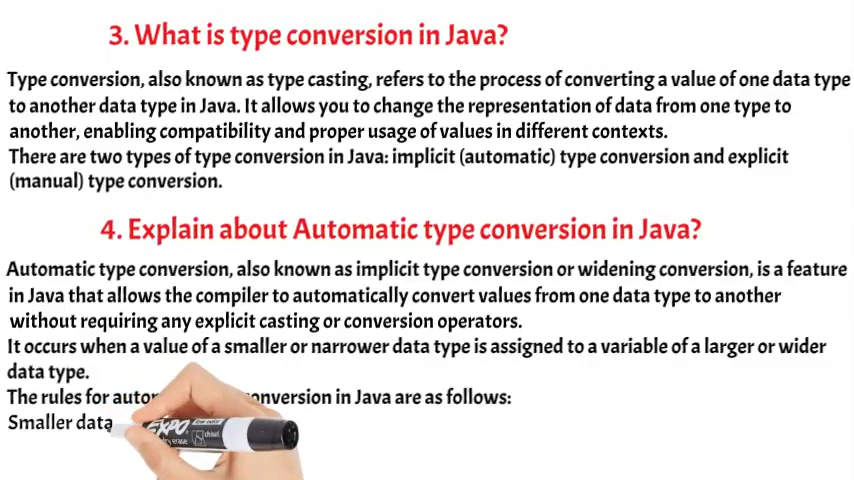 3. What is type conversion in Java?
Type conversion, also known as type casting, refers to the process of converting a value of one data type
to another data type in Java. It allows you to change the representation of data from one type to
another, enabling compatibility and proper usage of values in different contexts.
There are two types of type conversion in Java: implicit (automatic) type conversion and explicit
(manual) type conversion.
4. Explain about Automatic type conversion in Java?
Automatic type conversion, also known as implicit type conversion or widening conversion, is a feature
in Java that allows the compiler to automatically convert values from one data type to another
without requiring any explicit casting or conversion operators.
It occurs when a value of a smaller or narrower data type is assigned to a variable of a larger or wider
data type.
The rules for conversion in Java are as follows:
Smaller data
EXPO
chisel